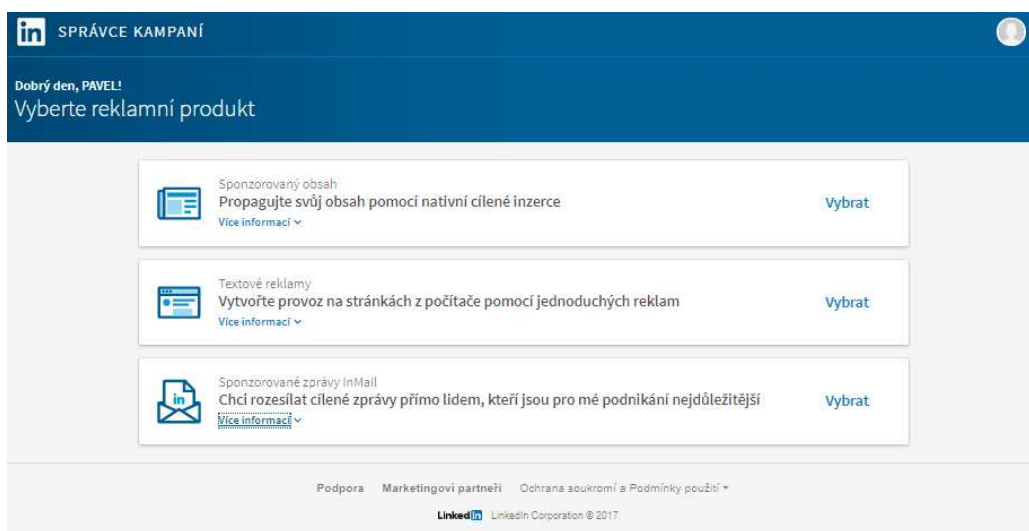 in SPRÁVCE KAMPANÍ
Dobrý den, PAVEL!
Vyberte reklamní produkt
Sponzorovaný obsah
Propagujte svůj obsah pomocí nativní cílené inzerce
Více informací
Vybrat
Textové reklamy
Vytvořte provoz na stránkách z počítače pomocí jednoduchých reklam
Více informací
Vybrat
in
Sponzorované zprávy InMail
Chci rozesílat cílené zprávy přímo lidem, kteří jsou pro mé podnikání nejdůležitější
Více informací
Vybrat
Podpora Marketingoví partneři Ochrana soukromí a Podmínky použití
Linkedin LinkedIn Corporation © 2017